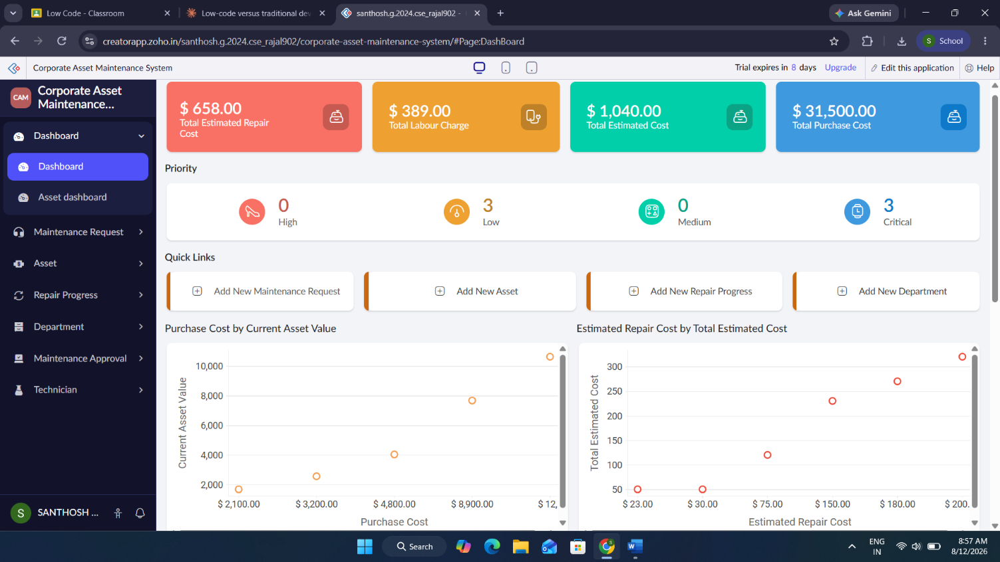 Low Code - Classroom
Low-code versus traditional dev
santhosh.g.2024.cse_rajal902 -
Ask Gemini
creatorapp.zoho.in/santhosh.g.2024.cse_rajal902/corporate-asset-maintenance-system/#Page:DashBoard
S School
Corporate Asset Maintenance System
Trial expires in 8 days
Upgrade
Edit this application
Help
CAM
Corporate Asset
Maintenance...
Dashboard
Dashboard
Asset dashboard
Maintenance Request
Asset
Repair Progress
Department
Maintenance Approval
Technician
S
SANTHOSH ...
$ 658.00
Total Estimated Repair
Cost
$ 389.00
Total Labour Charge
$ 1,040.00
Total Estimated Cost
$ 31,500.00
Total Purchase Cost
Priority
0
High
3
Low
0
Medium
3
Critical
Quick Links
Add New Maintenance Request
Add New Asset
Add New Repair Progress
Add New Department
Purchase Cost by Current Asset Value
Current Asset Value
10,000
8,000
6,000
4,000
2,000
$ 2,100.00
$ 3,200.00
$ 4,800.00
$ 8,900.00
$ 12,
Purchase Cost
Estimated Repair Cost by Total Estimated Cost
Total Estimated Cost
300
250
200
150
100
50
$ 23.00
$ 30.00
$ 75.00
$ 150.00
$ 180.00
$ 200.
Estimated Repair Cost
Search
ENG
IN
8:57 AM
8/12/2026